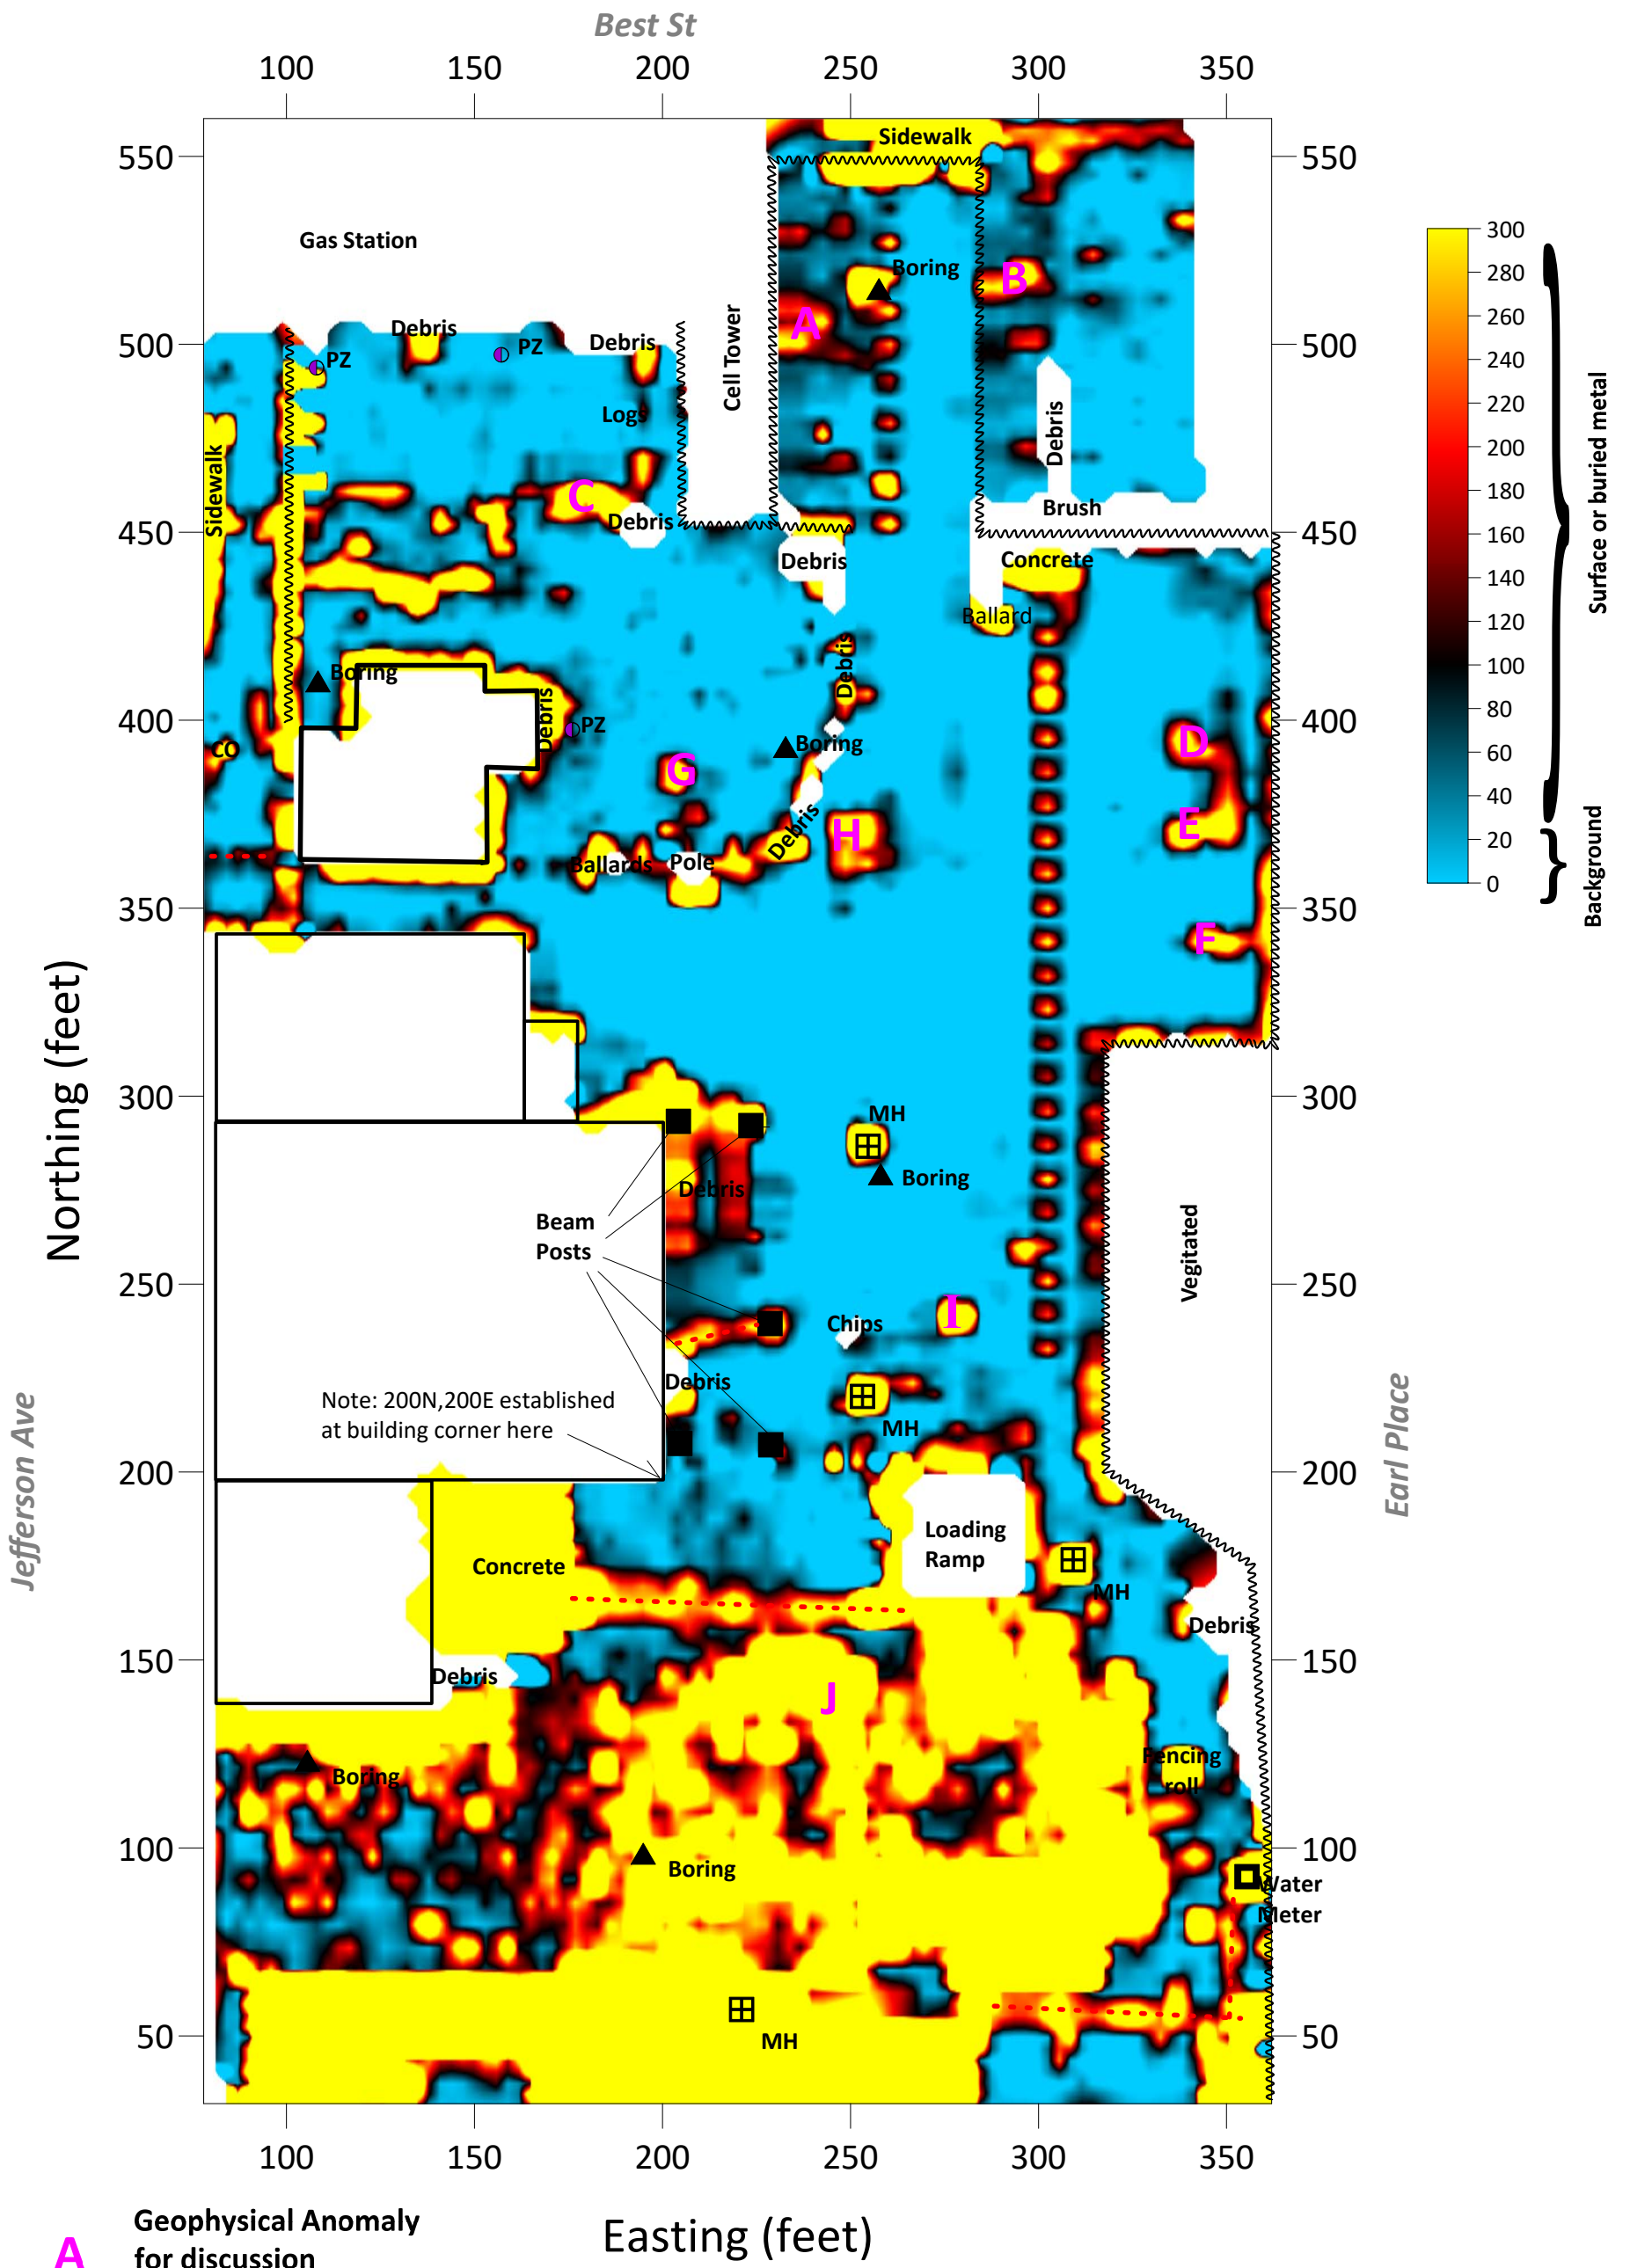 Best St
100 150 200 250 300 350
Sidewalk
550 550
300
Gas Station
280
Boring
B
260
A
Debris
PZ
Debris
500 500
240
PZ
Cell Tower
220
Logs
Debris
200
Surface or buried metal
Sidewalk
C
180
Debris
Brush
450 450
160
Debris
Concrete
140
Ballard
120
Debris
100
Boring
Debris
PZ
400 400
80
CO
Boring
D
60
G
40
E
H
Debris
20
Ballards
Pole
0
Background
350 350
F
Northing (feet)
300 300
MH
Boring
Debris
Beam
Posts
Vegitated
250 250
I
Chips
Debris
Note: 200N,200E established
at building corner here
MH
Jefferson Ave
Earl Place
200 200
Loading
Ramp
Concrete
MH
Debris
150 150
Debris
J
Fencing
roll
Boring
100 100
Boring
Water
Meter
50 50
MH
100 150 200 250 300 350
Geophysical Anomaly
A
for discussion
Easting (feet)